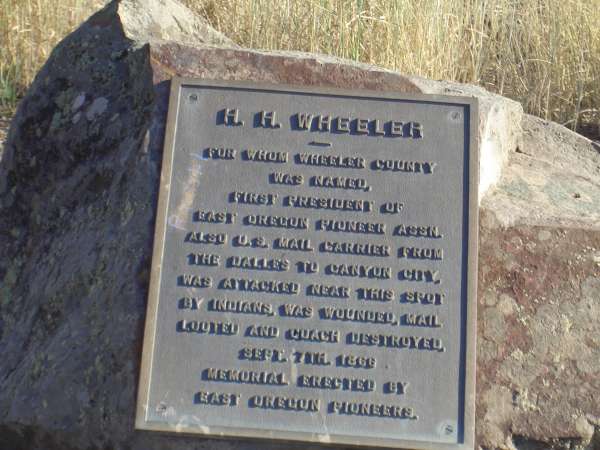 H. H. WHEELER
FOR WHOM WHEELER COUNTY
WAS NAMED,
FIRST PRESIDENT OF
EAST OREGON PIONEER ASSN.
ALSO U.S. MAIL CARRIER FROM
THE DALLES TO CANYON CITY,
WAS ATTACKED NEAR THIS SPOT
BY INDIANS, WAS WOUNDED, MAIL
LOOTED AND COACH DESTROYED,
SEPT. 7TH. 1866
MEMORIAL ERECTED BY
EAST OREGON PIONEERS.